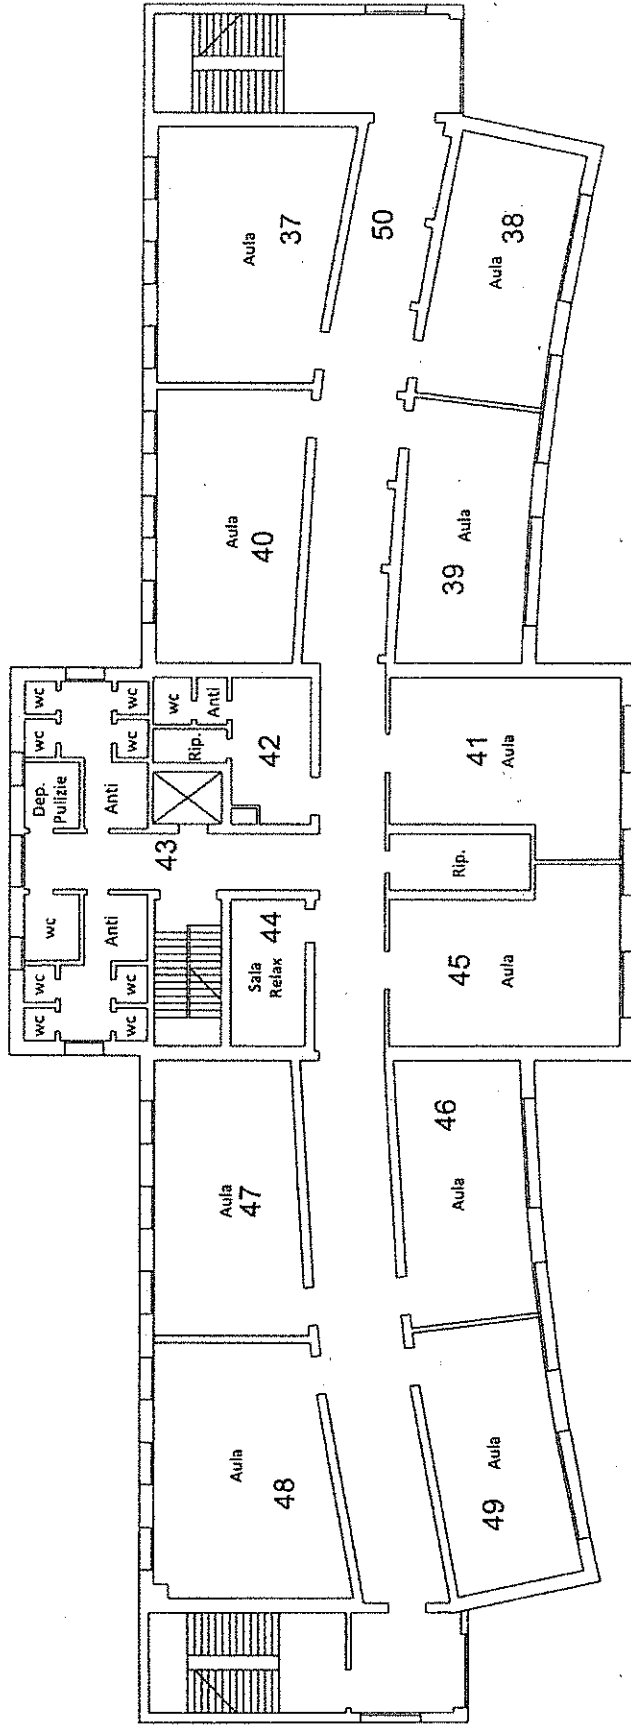 Aula
37
50
Aula
38
Aula
40
Aula
39
wc
wc
wc
wc
Dep.
Pulizie
Anti
wc
Anti
Rip.
42
41
Aula
43
Rip.
wc
Anti
wc
wc
wc
wc
Sala
Relax
44
45
Aula
Aula
47
46
Aula
Aula
48
Aula
49